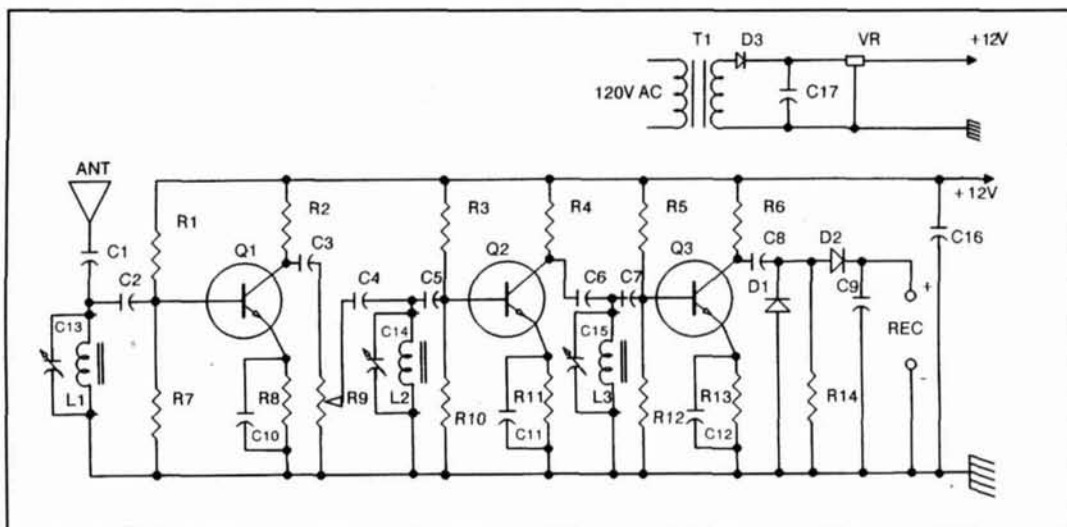 T1 D3 VR +12V
120V AC C17
ANT
+12V
R1 R2 R3 R4 R5 R6
C1 Q1 C3 Q2 Q3 C8 D2 C16
C2 C4 C5 C6 C7 D1 C9 +
C13 C14 C15 REC
L1 R7 R8 R9 L2 R10 R11 L3 R12 R13 R14 -
C10 C11 C12